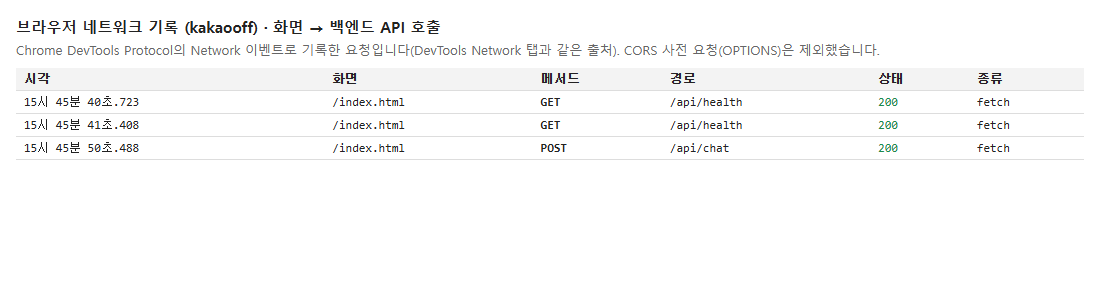 브라우저 네트워크 기록 (kakaooff) · 화면 → 백엔드 API 호출
Chrome DevTools Protocol의 Network 이벤트로 기록한 요청입니다(DevTools Network 탭과 같은 출처). CORS 사전 요청(OPTIONS)은 제외했습니다.
시각 화면 메서드 경로 상태 종류
15시 45분 40초.723 /index.html GET /api/health 200 fetch
15시 45분 41초.408 /index.html GET /api/health 200 fetch
15시 45분 50초.488 /index.html POST /api/chat 200 fetch